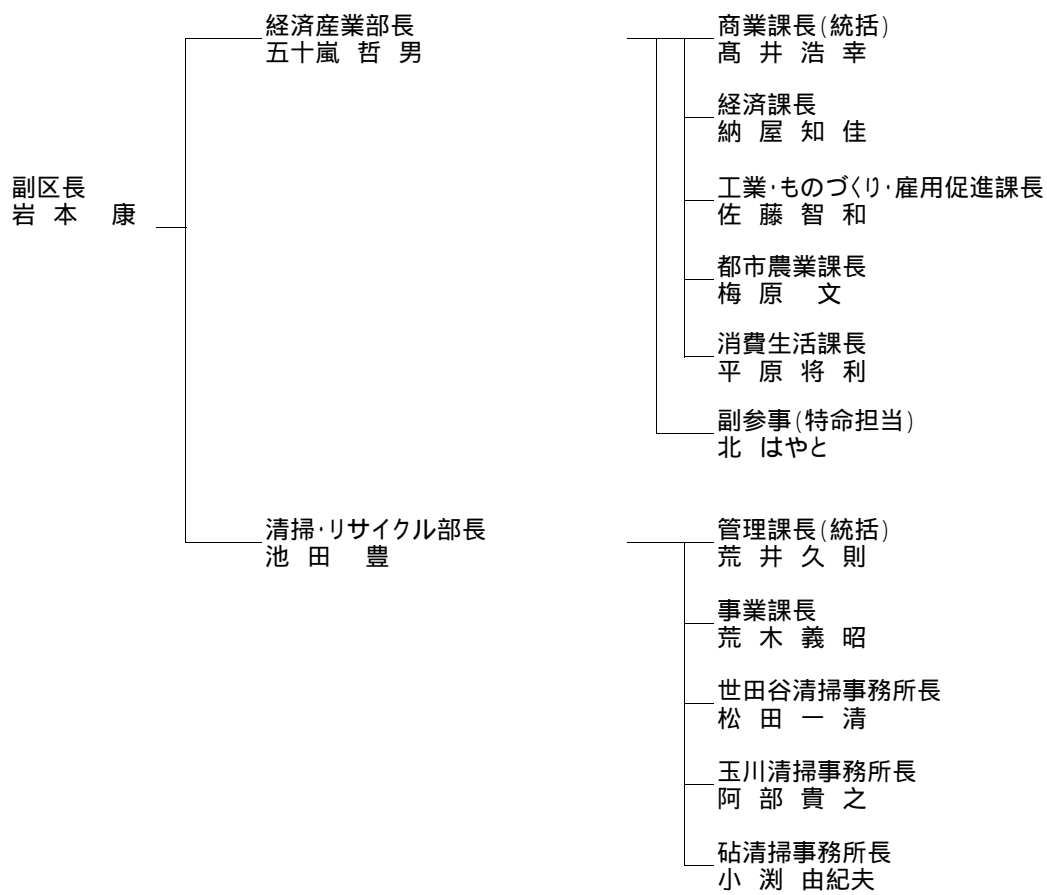 副区長
岩本 康
経済産業部長
五十嵐 哲男
商業課長(統括)
髙井浩幸
経済課長
納屋知佳
工業・ものづくり・雇用促進課長
佐藤智和
都市農業課長
梅原 文
消費生活課長
平原将利
副参事(特命担当)
北 はやと
清掃・リサイクル部長
池田 豊
管理課長(統括)
荒井久則
事業課長
荒木義昭
世田谷清掃事務所長
松田一清
玉川清掃事務所長
阿部貴之
砧清掃事務所長
小渕 由紀夫